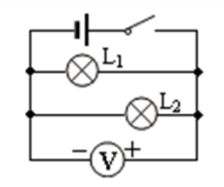 L₁
L₂
− V +